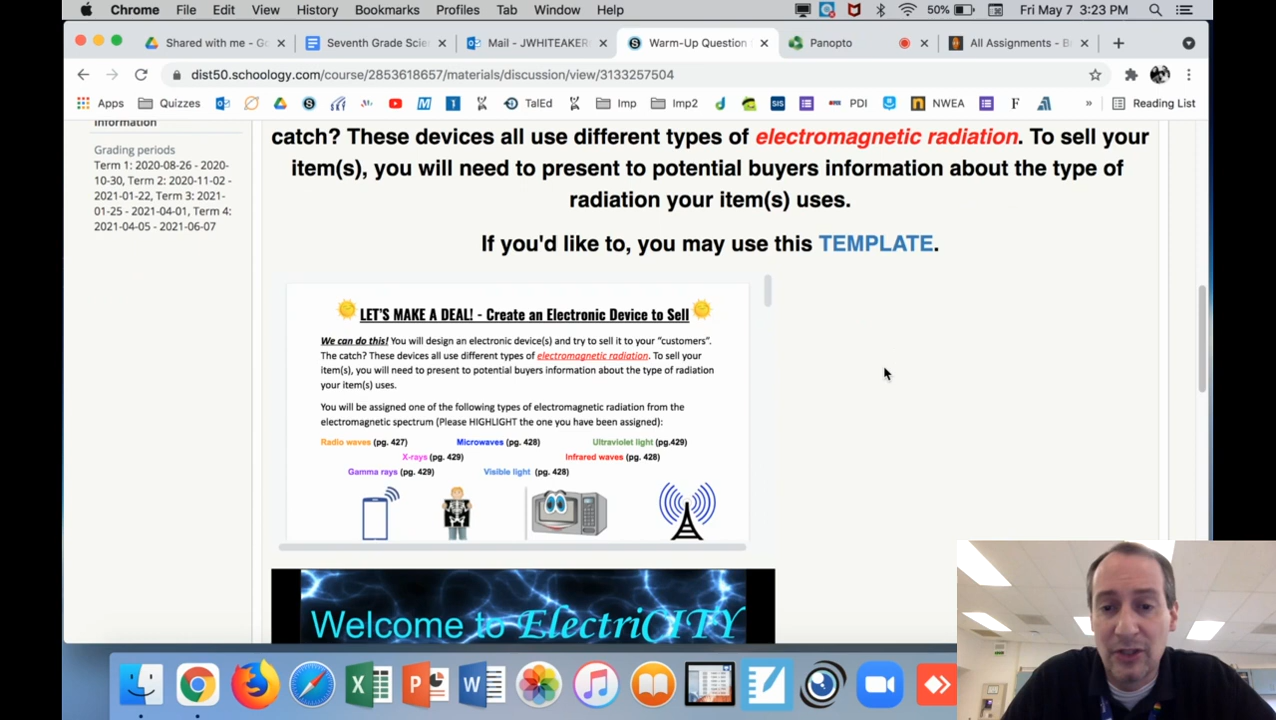 Chrome File Edit View History Bookmarks Profiles Tab Window Help 50% Fri May 7 3:23 PM
Shared with me - Go Seventh Grade Scie Mail - JWHITEAKER Warm-Up Question Panopto All Assignments - B
dist50.schoology.com/course/2853618657/materials/discussion/view/3133257504
Apps Quizzes TalEd Imp Imp2 SIS PDI NWEA F » Reading List
Information
Grading periods
Term 1: 2020-08-26 - 2020-
10-30, Term 2: 2020-11-02 -
2021-01-22, Term 3: 2021-
01-25 - 2021-04-01, Term 4:
2021-04-05 - 2021-06-07
catch? These devices all use different types of electromagnetic radiation. To sell your
item(s), you will need to present to potential buyers information about the type of
radiation your item(s) uses.
If you'd like to, you may use this TEMPLATE.
LET'S MAKE A DEAL! - Create an Electronic Device to Sell
We can do this! You will design an electronic device(s) and try to sell it to your “customers”.
The catch? These devices all use different types of electromagnetic radiation. To sell your
item(s), you will need to present to potential buyers information about the type of radiation
your item(s) uses.
You will be assigned one of the following types of electromagnetic radiation from the
electromagnetic spectrum (Please HIGHLIGHT the one you have been assigned):
Radio waves (pg. 427) Microwaves (pg. 428) Ultraviolet light (pg.429)
X-rays (pg. 429) Infrared waves (pg. 428)
Gamma rays (pg. 429) Visible light (pg. 428)
Welcome to ElectriCITY